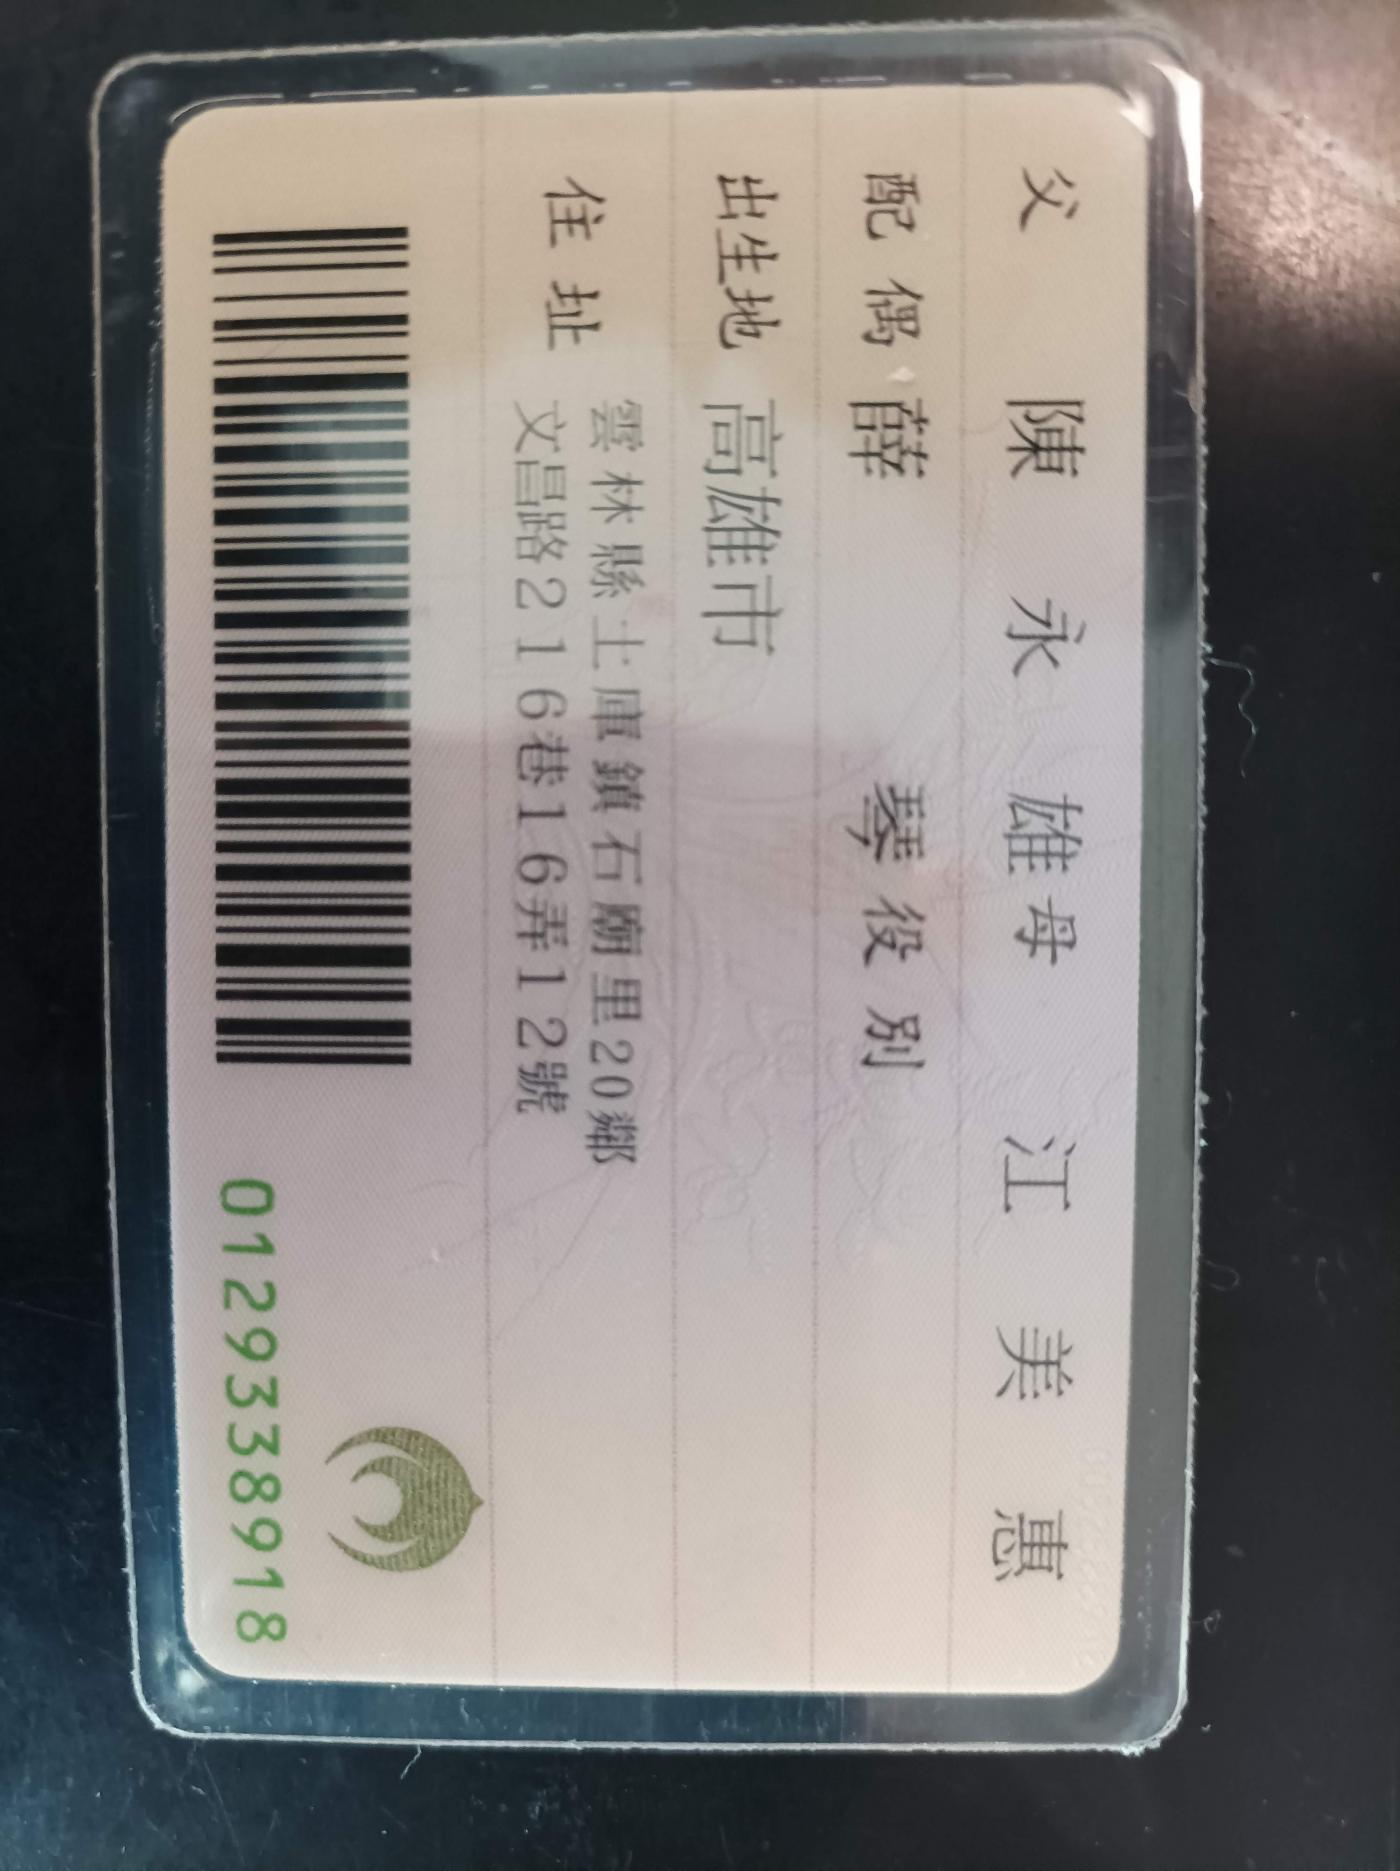 父 陳永雄 母 江美惠
配偶 薛琴 役別
出生地 高雄市
住址 雲林縣土庫鎮石廟里20鄰
文昌路216巷16弄12號
0129338918